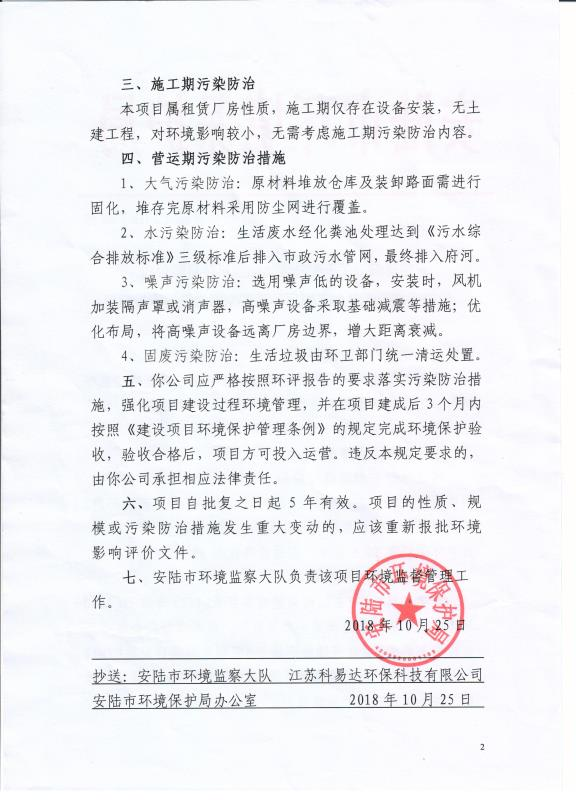 三、施工期污染防治
本项目属租赁厂房性质，施工期仅存在设备安装，无土
建工程，对环境影响较小，无需考虑施工期污染防治内容。
四、营运期污染防治措施
1、大气污染防治：原材料堆放仓库及装卸路面需进行
固化，堆存完原材料采用防尘网进行覆盖。
2、水污染防治：生活废水经化粪池处理达到《污水综
合排放标准》三级标准后排入市政污水管网，最终排入府河。
3、噪声污染防治：选用噪声低的设备，安装时，风机
加装隔声罩或消声器，高噪声设备采取基础减震等措施；优
化布局，将高噪声设备远离厂房边界，增大距离衰减。
4、固废污染防治：生活垃圾由环卫部门统一清运处置。
五、你公司应严格按照环评报告的要求落实污染防治措
施，强化项目建设过程环境管理，并在项目建成后 3 个月内
按照《建设项目环境保护管理条例》的规定完成环境保护验
收，验收合格后，项目方可投入运营。违反本规定要求的，
由你公司承担相应法律责任。
六、项目自批复之日起 5 年有效。项目的性质、规
模或污染防治措施发生重大变动的，应该重新报批环境
影响评价文件。
七、安陆市环境监察大队负责该项目环境监督管理工
作。
安陆市环境保护局
2018 年 10 月 25 日
抄送：安陆市环境监察大队 江苏科易达环保科技有限公司
安陆市环境保护局办公室 2018 年 10 月 25 日
2